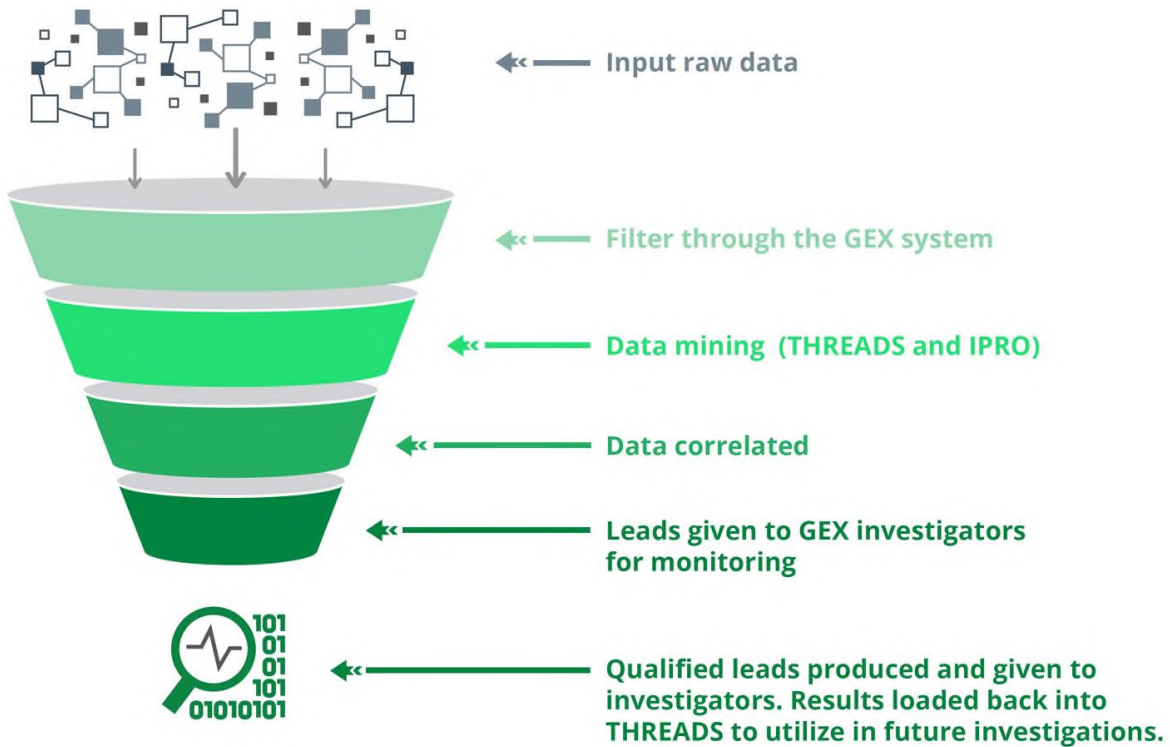 Input raw data
Filter through the GEX system
Data mining (THREADS and IPRO)
Data correlated
Leads given to GEX investigators
for monitoring
101
01
01
101
01010101
Qualified leads produced and given to
investigators. Results loaded back into
THREADS to utilize in future investigations.